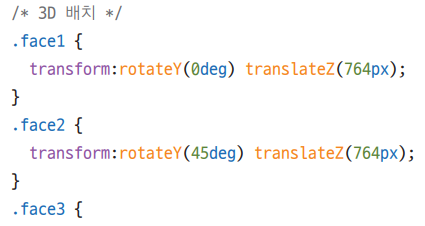 /* 3D 배치 */
.face1 {
  transform:rotateY(0deg) translateZ(764px);
}
.face2 {
  transform:rotateY(45deg) translateZ(764px);
}
.face3 {